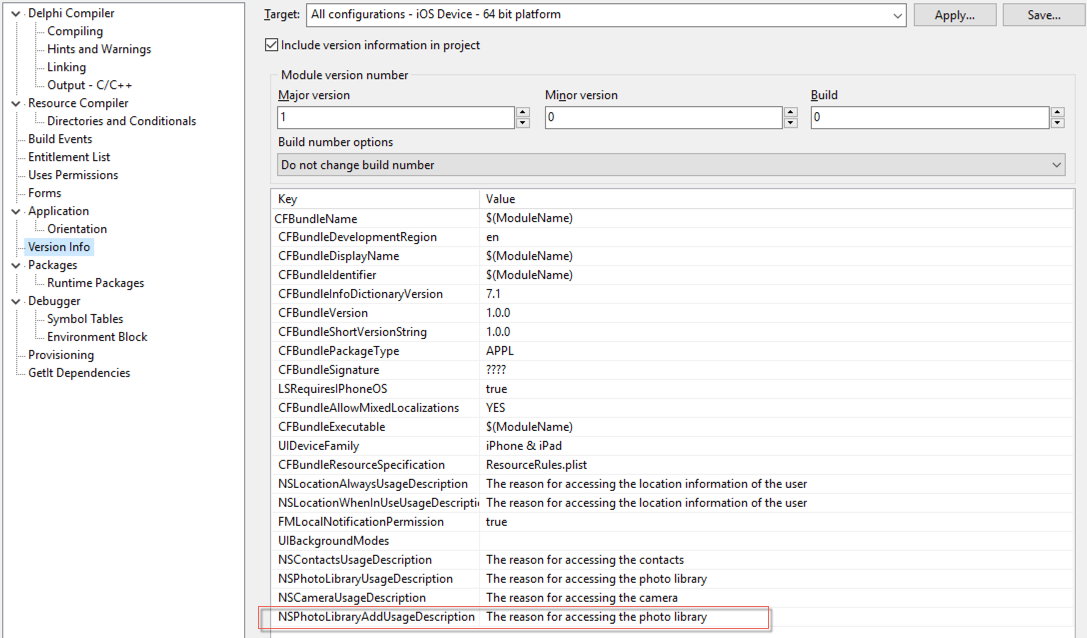 Delphi Compiler
Compiling
Hints and Warnings
Linking
Output - C/C++
Resource Compiler
Directories and Conditionals
Build Events
Entitlement List
Uses Permissions
Forms
Application
Orientation
Version Info
Packages
Runtime Packages
Debugger
Symbol Tables
Environment Block
Provisioning
GetIt Dependencies
Target: All configurations - iOS Device - 64 bit platform Apply... Save...
Include version information in project
Module version number
Major version Minor version Build
1 0 0
Build number options
Do not change build number
Key Value
CFBundleName $(ModuleName)
CFBundleDevelopmentRegion en
CFBundleDisplayName $(ModuleName)
CFBundleIdentifier $(ModuleName)
CFBundleInfoDictionaryVersion 7.1
CFBundleVersion 1.0.0
CFBundleShortVersionString 1.0.0
CFBundlePackageType APPL
CFBundleSignature ????
LSRequiresIPhoneOS true
CFBundleAllowMixedLocalizations YES
CFBundleExecutable $(ModuleName)
UIDeviceFamily iPhone & iPad
CFBundleResourceSpecification ResourceRules.plist
NSLocationAlwaysUsageDescription The reason for accessing the location information of the user
NSLocationWhenInUseUsageDescriptio The reason for accessing the location information of the user
FMLocalNotificationPermission true
UIBackgroundModes
NSContactsUsageDescription The reason for accessing the contacts
NSPhotoLibraryUsageDescription The reason for accessing the photo library
NSCameraUsageDescription The reason for accessing the camera
NSPhotoLibraryAddUsageDescription The reason for accessing the photo library